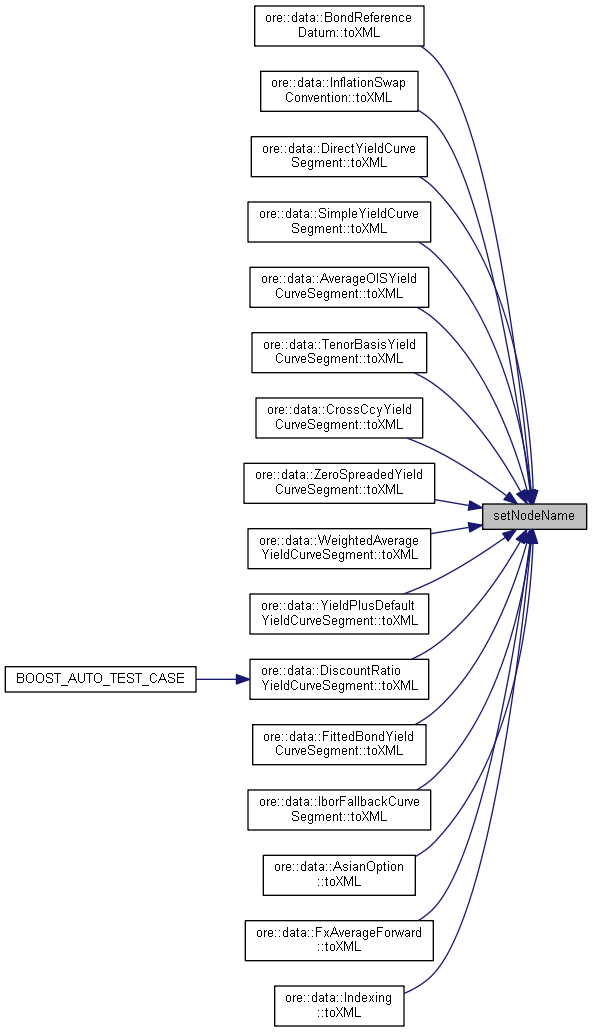 ore::data::BondReference
Datum::toXML
ore::data::InflationSwap
Convention::toXML
ore::data::DirectYieldCurve
Segment::toXML
ore::data::SimpleYieldCurve
Segment::toXML
ore::data::AverageOISYield
CurveSegment::toXML
ore::data::TenorBasisYield
CurveSegment::toXML
ore::data::CrossCcyYield
CurveSegment::toXML
ore::data::ZeroSpreadedYield
CurveSegment::toXML
setNodeName
ore::data::WeightedAverage
YieldCurveSegment::toXML
ore::data::YieldPlusDefault
YieldCurveSegment::toXML
BOOST_AUTO_TEST_CASE
ore::data::DiscountRatio
YieldCurveSegment::toXML
ore::data::FittedBondYield
CurveSegment::toXML
ore::data::IborFallbackCurve
Segment::toXML
ore::data::AsianOption
::toXML
ore::data::FxAverageForward
::toXML
ore::data::Indexing
::toXML